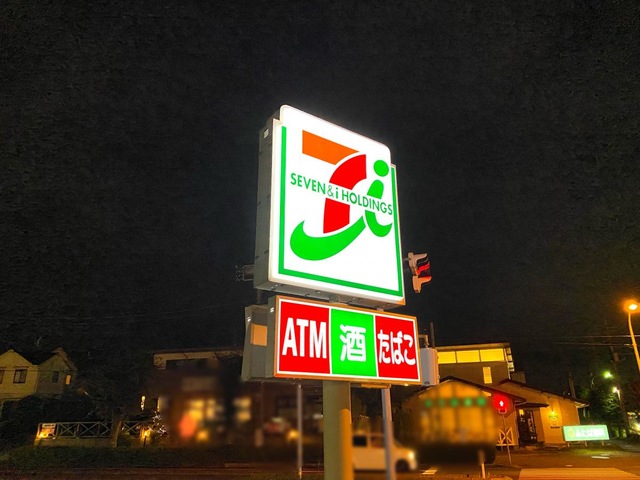 SEVEN & i HOLDINGS
ATM 酒 たばこ